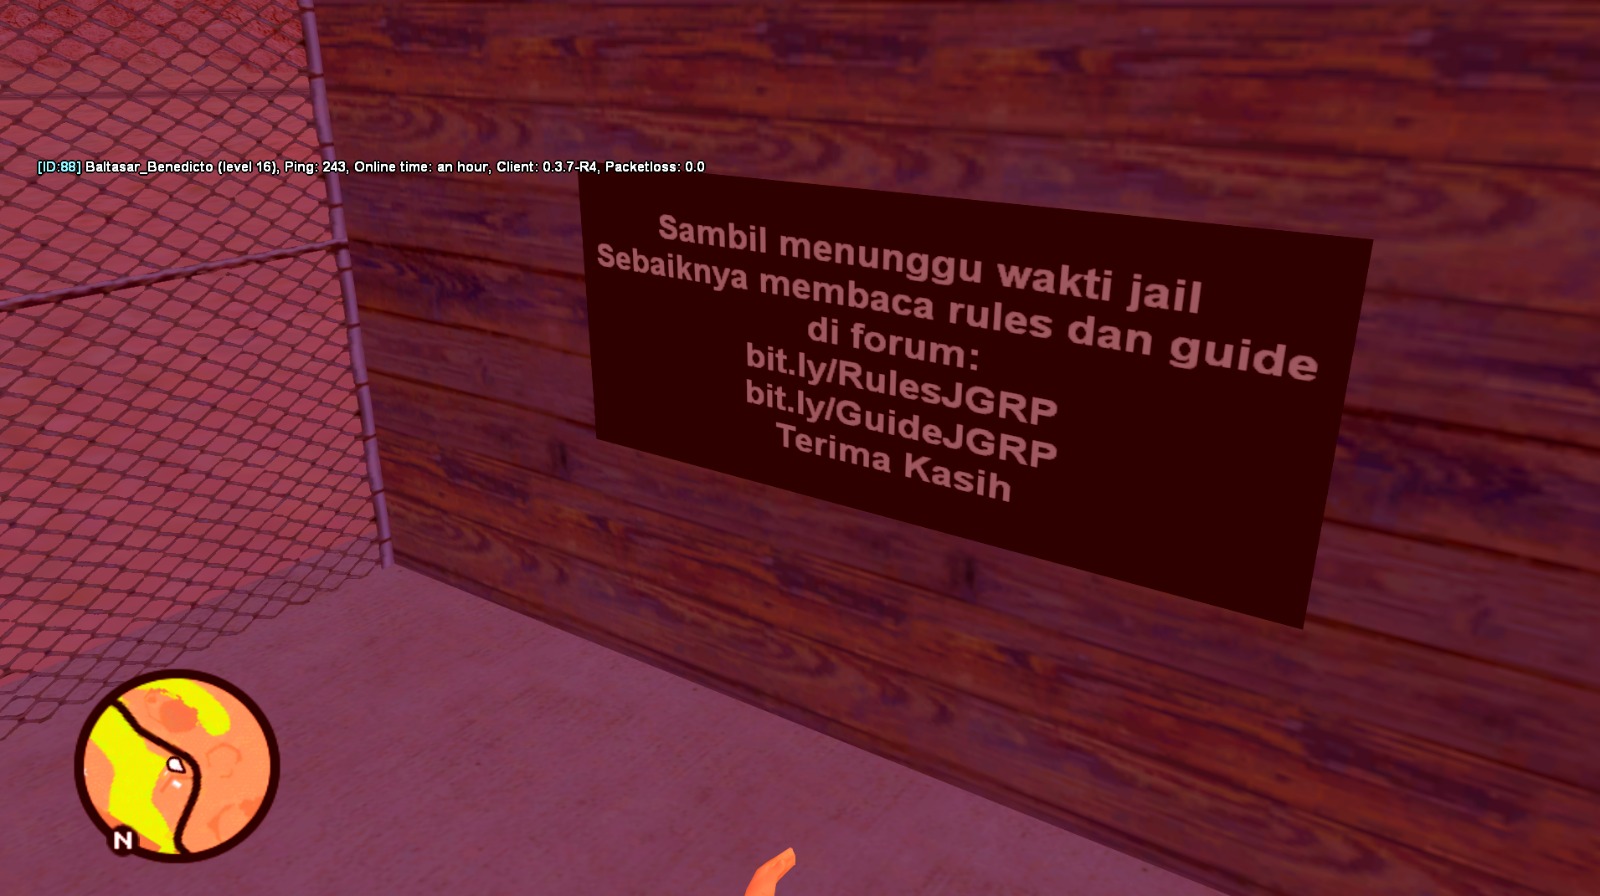 [ID:88] Baltasar_Benedicto (level 16), Ping: 243, Online time: an hour, Client: 0.3.7-R4, Packetloss: 0.0
Sambil menunggu wakti jail
Sebaiknya membaca rules dan guide
di forum:
bit.ly/RulesJGRP
bit.ly/GuideJGRP
Terima Kasih
N